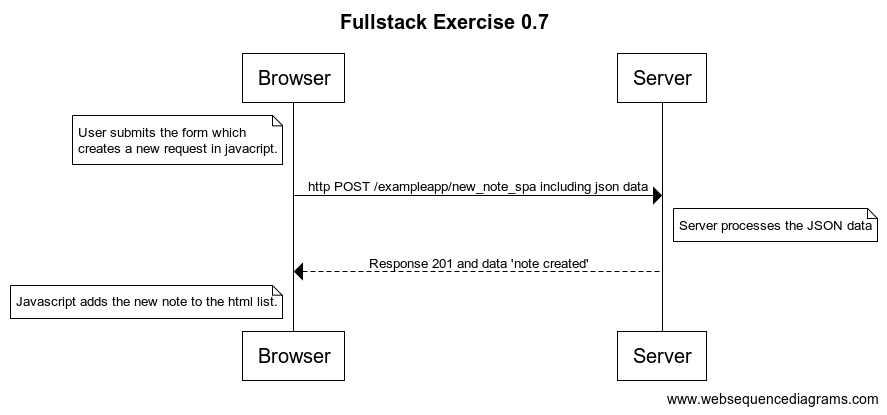 Fullstack Exercise 0.7
Browser
Server
User submits the form which
creates a new request in javacript.
http POST /exampleapp/new_note_spa including json data
Server processes the JSON data
Response 201 and data 'note created'
Javascript adds the new note to the html list.
Browser
Server
www.websequencediagrams.com